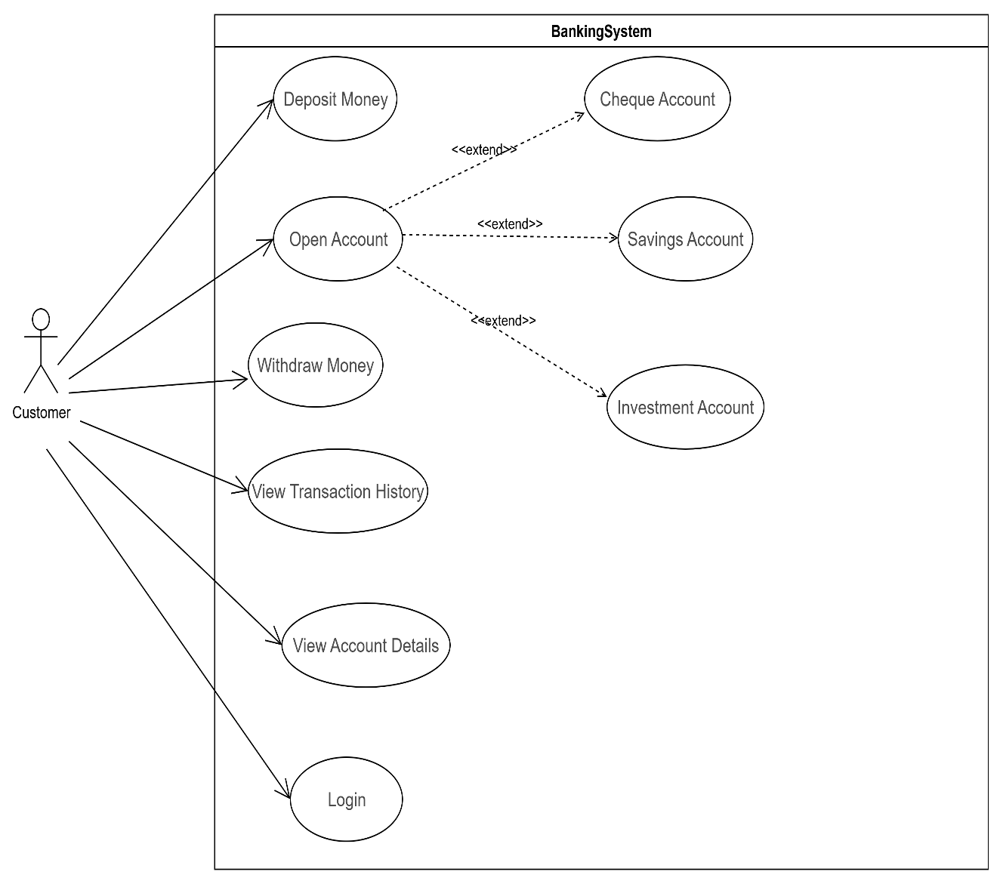 BankingSystem
Deposit Money
Cheque Account
<<extend>>
Open Account
<<extend>>
Savings Account
<<extend>>
Withdraw Money
Investment Account
Customer
View Transaction History
View Account Details
Login